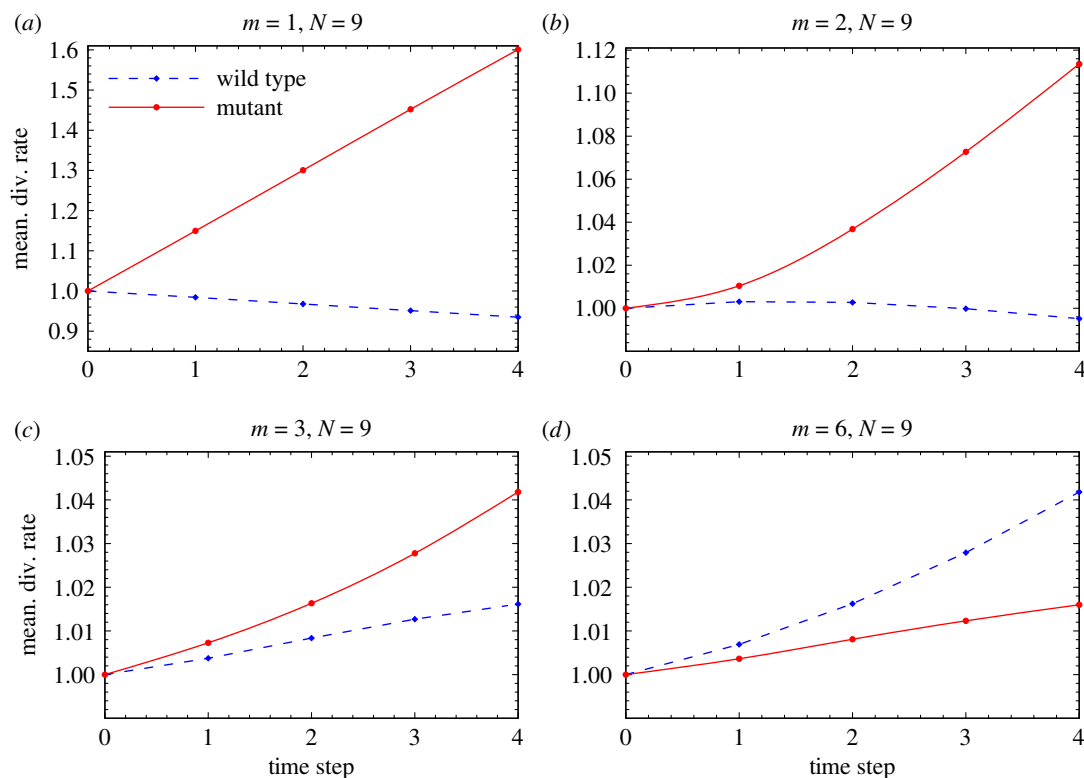 (a) m = 1, N = 9
1.6
1.5
1.4
1.3
1.2
1.1
1.0
0.9
mean. div. rate
wild type
mutant
0 1 2 3 4
(b) m = 2, N = 9
1.12
1.10
1.08
1.06
1.04
1.02
1.00
0 1 2 3 4
(c) m = 3, N = 9
1.05
1.04
1.03
1.02
1.01
1.00
mean. div. rate
0 1 2 3 4
time step
(d) m = 6, N = 9
1.05
1.04
1.03
1.02
1.01
1.00
0 1 2 3 4
time step